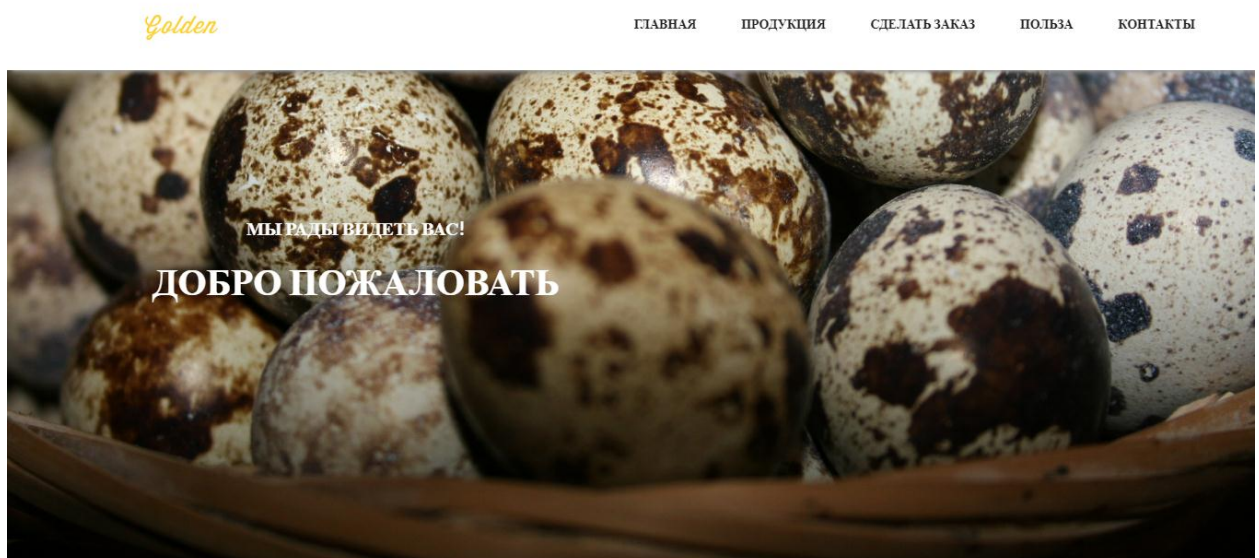 Golden
ГЛАВНАЯ ПРОДУКЦИЯ СДЕЛАТЬ ЗАКАЗ ПОЛЬЗА КОНТАКТЫ
МЫ РАДЫ ВИДЕТЬ ВАС!
ДОБРО ПОЖАЛОВАТЬ